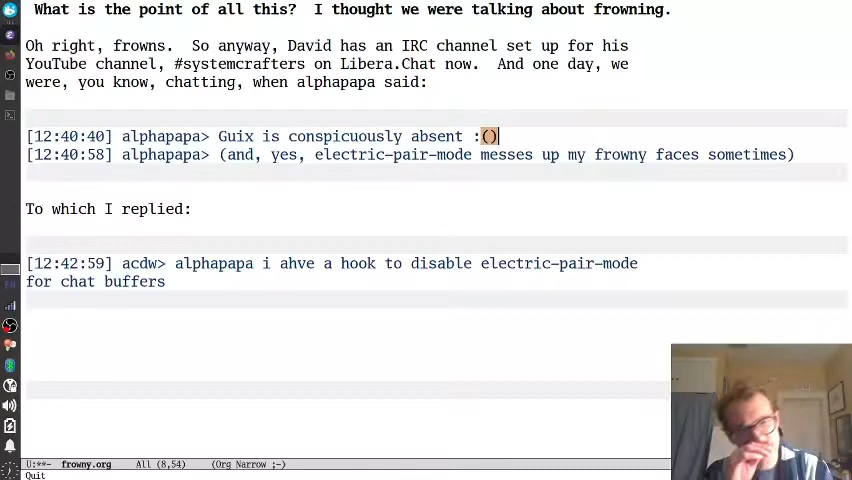 What is the point of all this?  I thought we were talking about frowning.
Oh right, frowns.  So anyway, David has an IRC channel set up for his
YouTube channel, #systemcrafters on Libera.Chat now.  And one day, we
were, you know, chatting, when alphapapa said:
[12:40:40] alphapapa> Guix is conspicuously absent :()
[12:40:58] alphapapa> (and, yes, electric-pair-mode messes up my frowny faces sometimes)
To which I replied:
[12:42:59] acdw> alphapapa i ahve a hook to disable electric-pair-mode
for chat buffers
EN
U:**-  frowny.org     All (8,54)     (Org Narrow ;-)
Quit